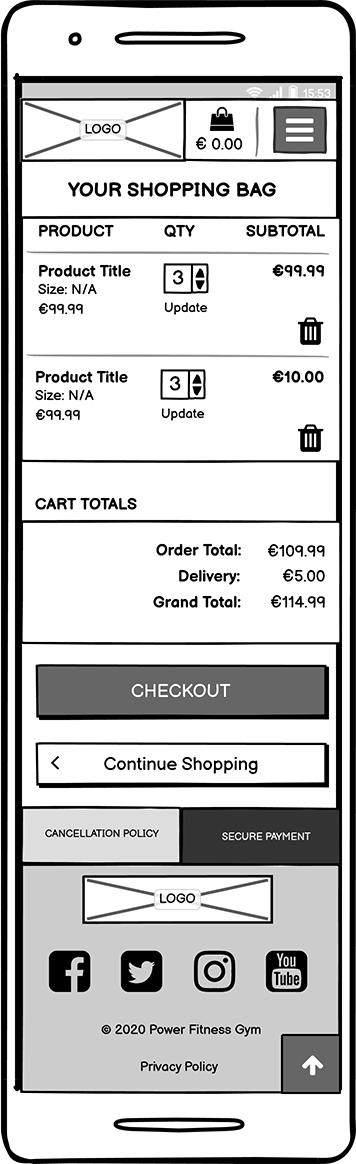 15.53
LOGO
€ 0.00
YOUR SHOPPING BAG
PRODUCT QTY SUBTOTAL
Product Title 3 €99.99
Size: N/A
€99.99 Update
Product Title 3 €10.00
Size: N/A
€99.99 Update
CART TOTALS
Order Total: €109.99
Delivery: €5.00
Grand Total: €114.99
CHECKOUT
Continue Shopping
CANCELLATION POLICY SECURE PAYMENT
LOGO
You
Tube
© 2020 Power Fitness Gym
Privacy Policy